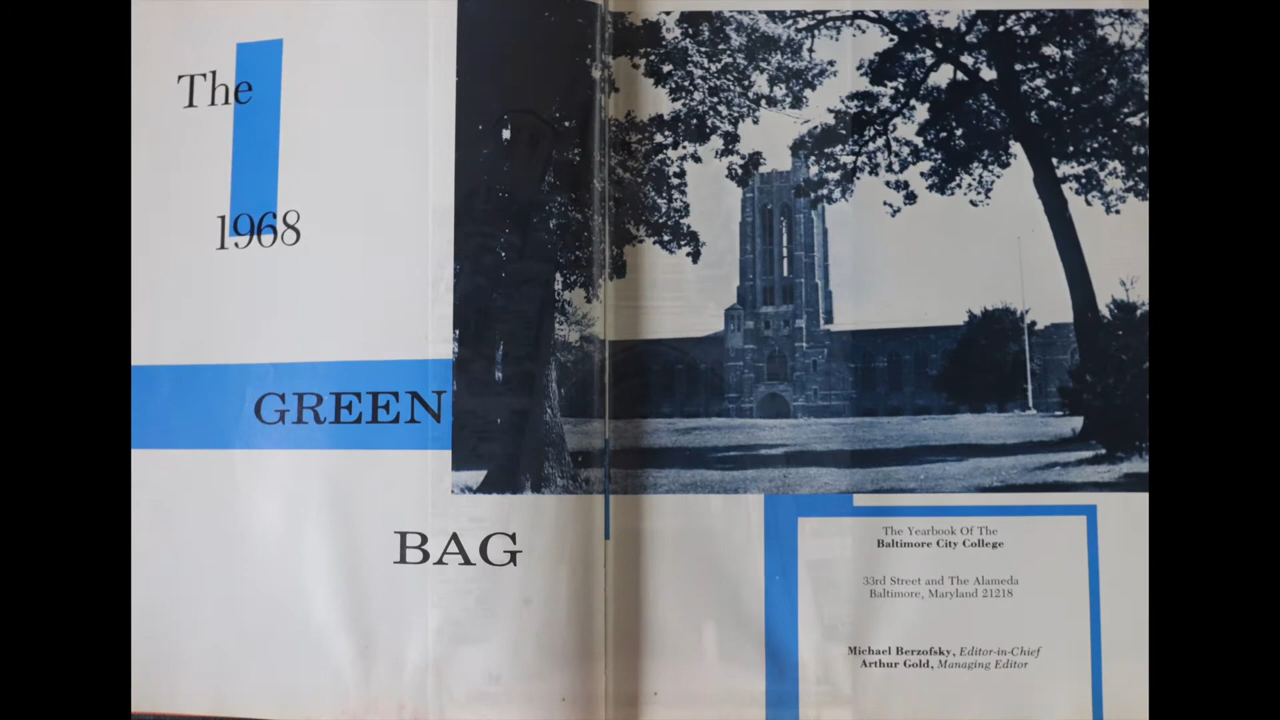 The
1968
GREEN
BAG
The Yearbook Of The
Baltimore City College
33rd Street and The Alameda
Baltimore, Maryland 21218
Michael Berzofsky, Editor-in-Chief
Arthur Gold, Managing Editor